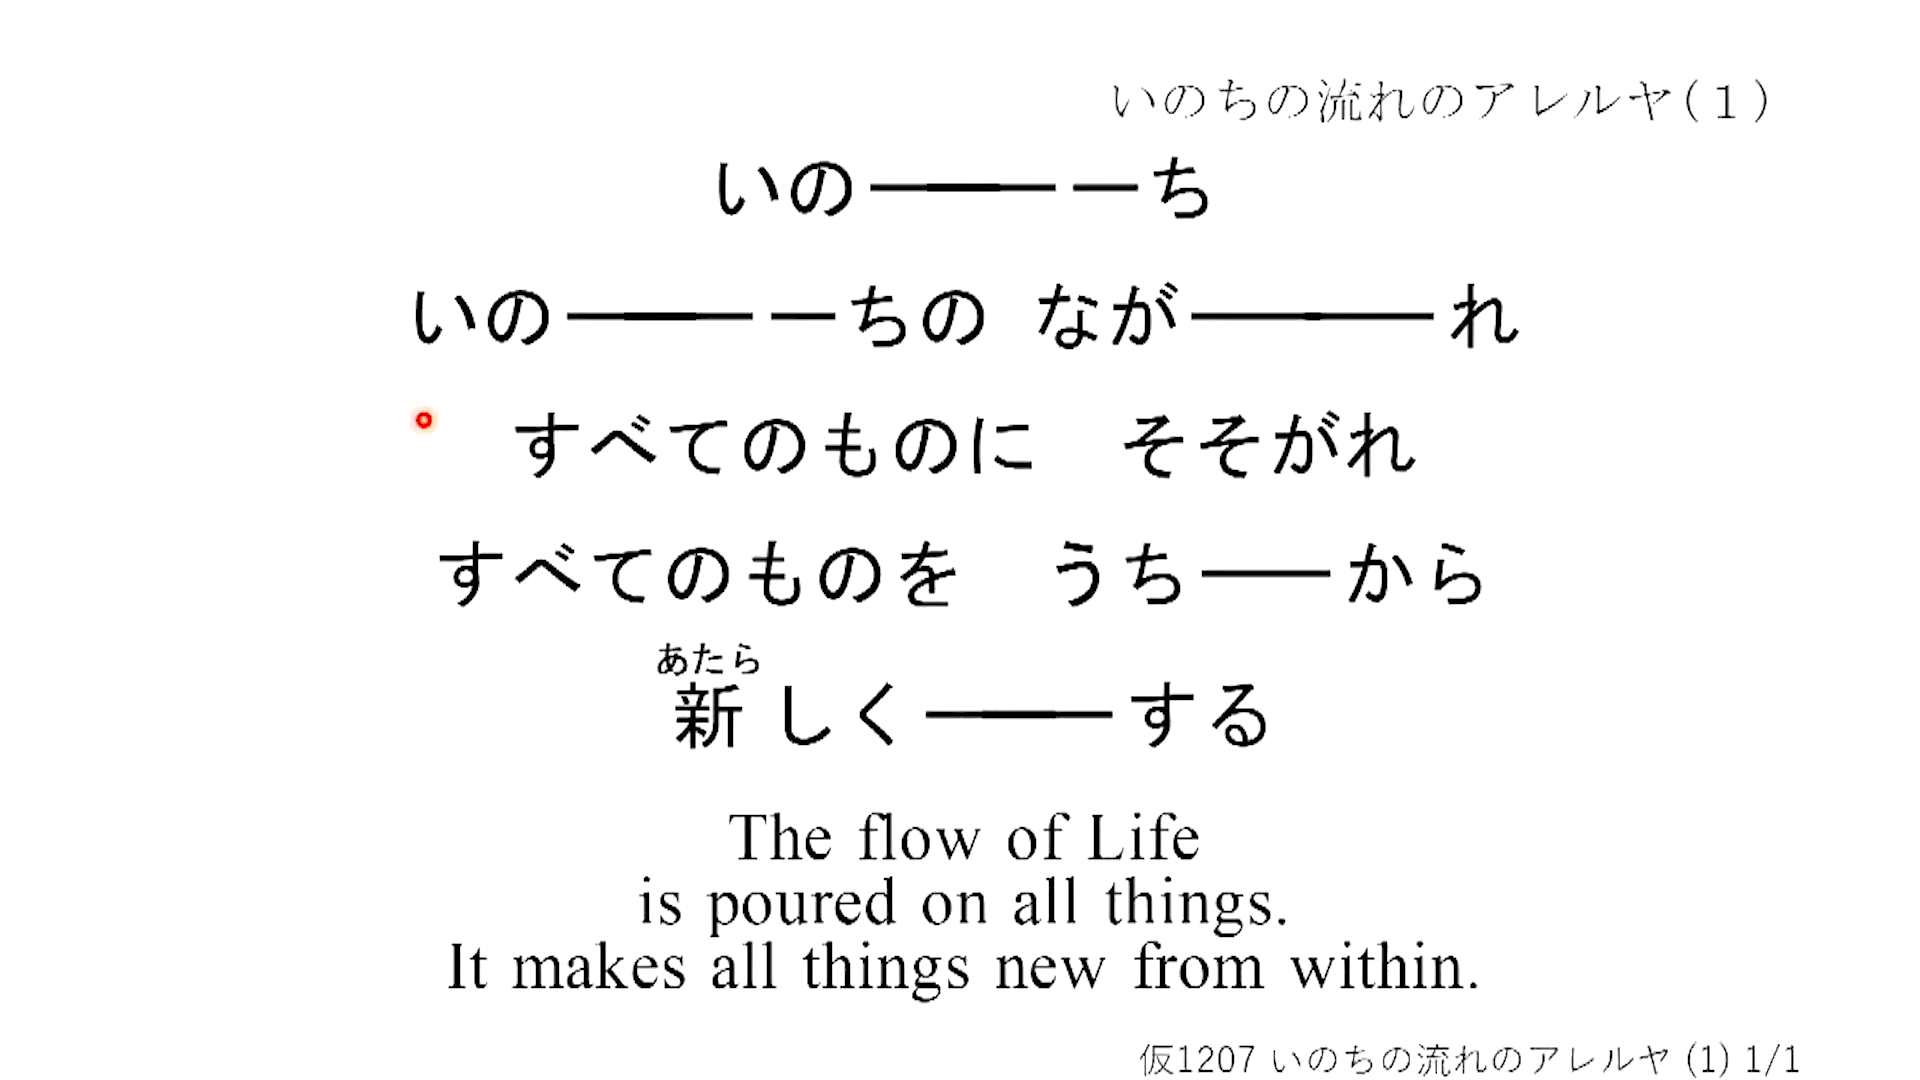 いのちの流れのアレルヤ(１)
いの―――　―ち
いの―――　―ちの　なが――――れ
すべてのものに　そそがれ
すべてのものを　うち――から
あたら
新しく―――する
The flow of Life
is poured on all things.
It makes all things new from within.
仮1207 いのちの流れのアレルヤ (1) 1/1